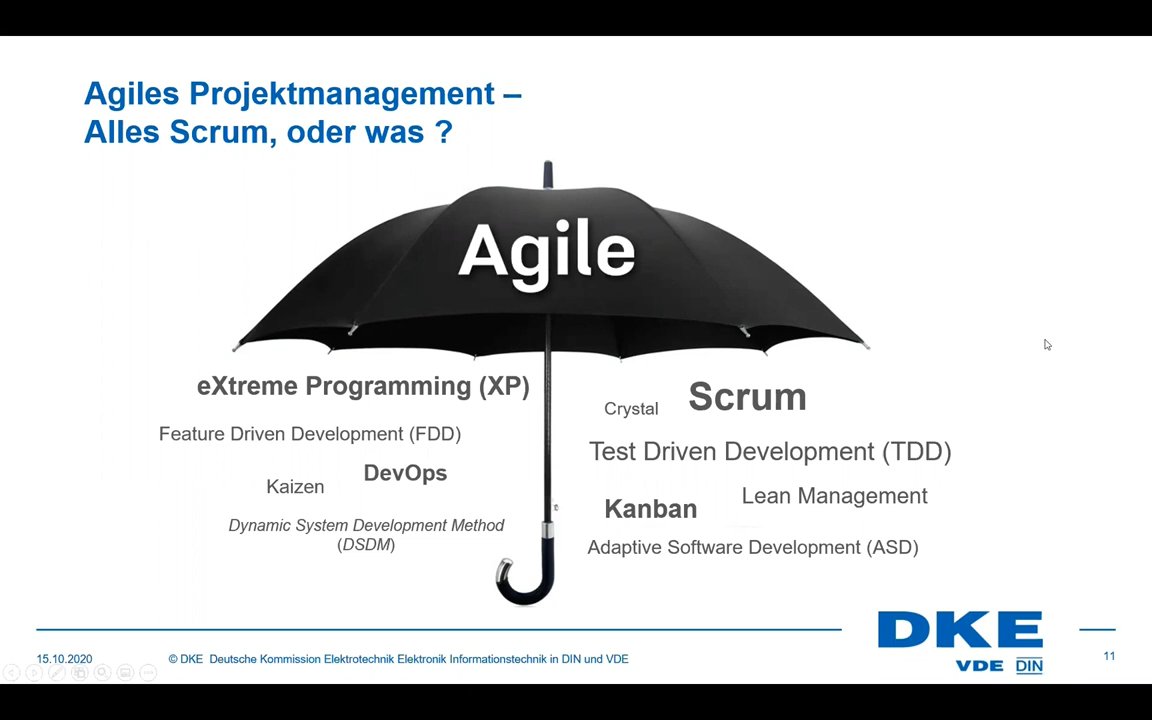 Agiles Projektmanagement –
Alles Scrum, oder was ?
Agile
eXtreme Programming (XP)
Feature Driven Development (FDD)
DevOps
Kaizen
Dynamic System Development Method
(DSDM)
Scrum
Crystal
Test Driven Development (TDD)
Lean Management
Kanban
Adaptive Software Development (ASD)
DKE
VDE DIN
15.10.2020
© DKE Deutsche Kommission Elektrotechnik Elektronik Informationstechnik in DIN und VDE
11